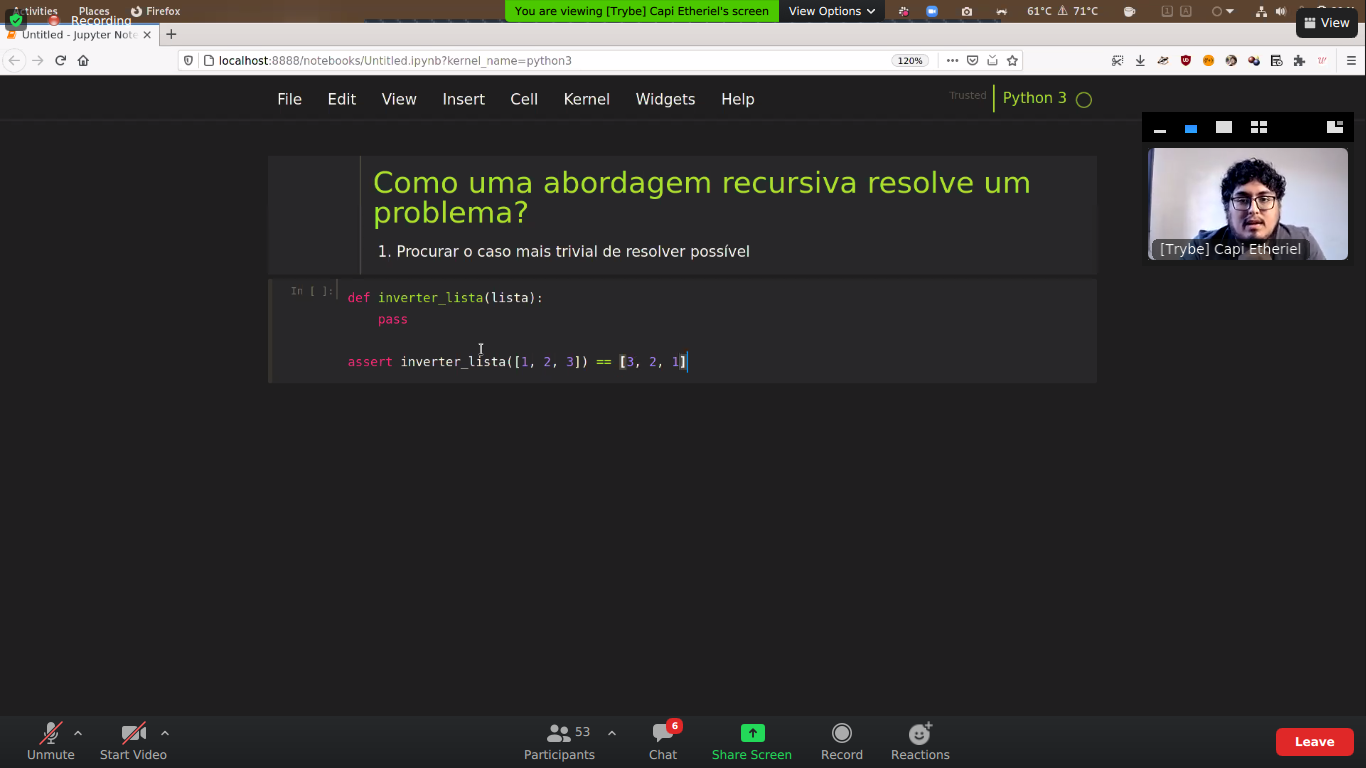 Activities Places Firefox
Recording
You are viewing [Trybe] Capi Etheriel's screen
View Options
61°C ⚠ 71°C
View
Untitled - Jupyter Note
localhost:8888/notebooks/Untitled.ipynb?kernel_name=python3
120%
File Edit View Insert Cell Kernel Widgets Help
Trusted
Python 3
Como uma abordagem recursiva resolve um
problema?
1. Procurar o caso mais trivial de resolver possível
[Trybe] Capi Etheriel
In [ ]:
def inverter_lista(lista):
pass
assert inverter_lista([1, 2, 3]) == [3, 2, 1]
53
6
Unmute
Start Video
Participants
Chat
Share Screen
Record
Reactions
Leave